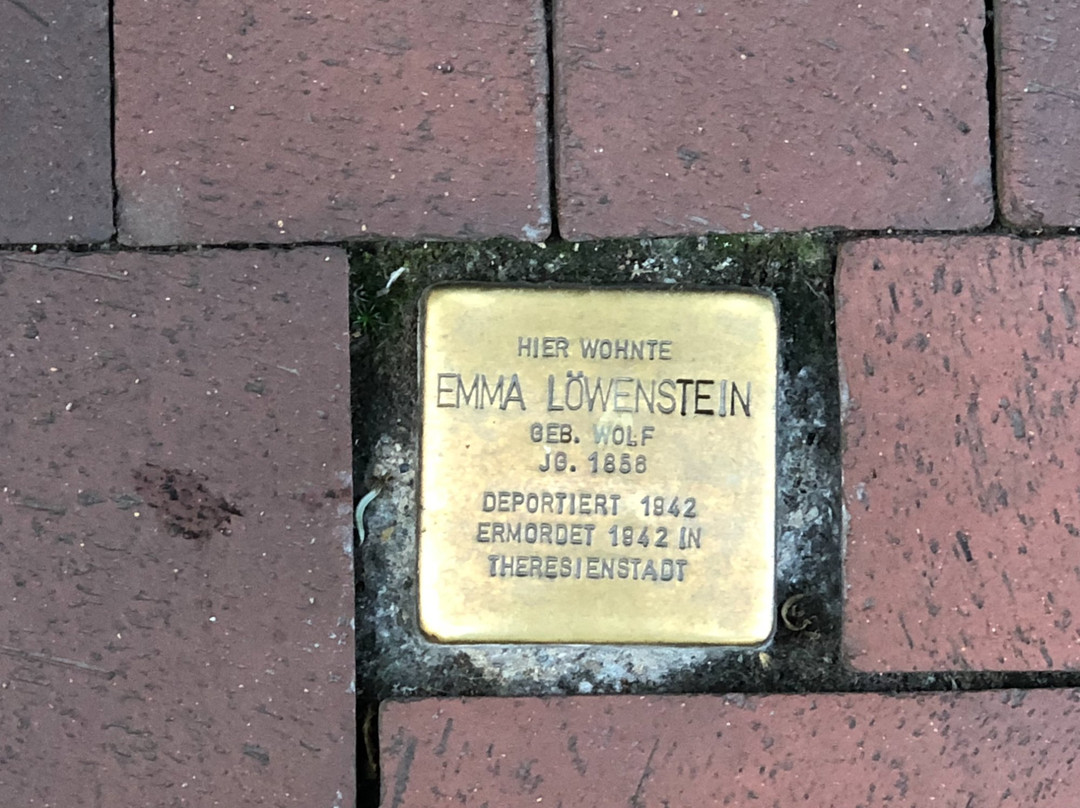 HIER WOHNTE
EMMA LÖWENSTEIN
GEB. WOLF
JG. 1858
DEPORTIERT 1942
ERMORDET 1942 IN
THERESIENSTADT